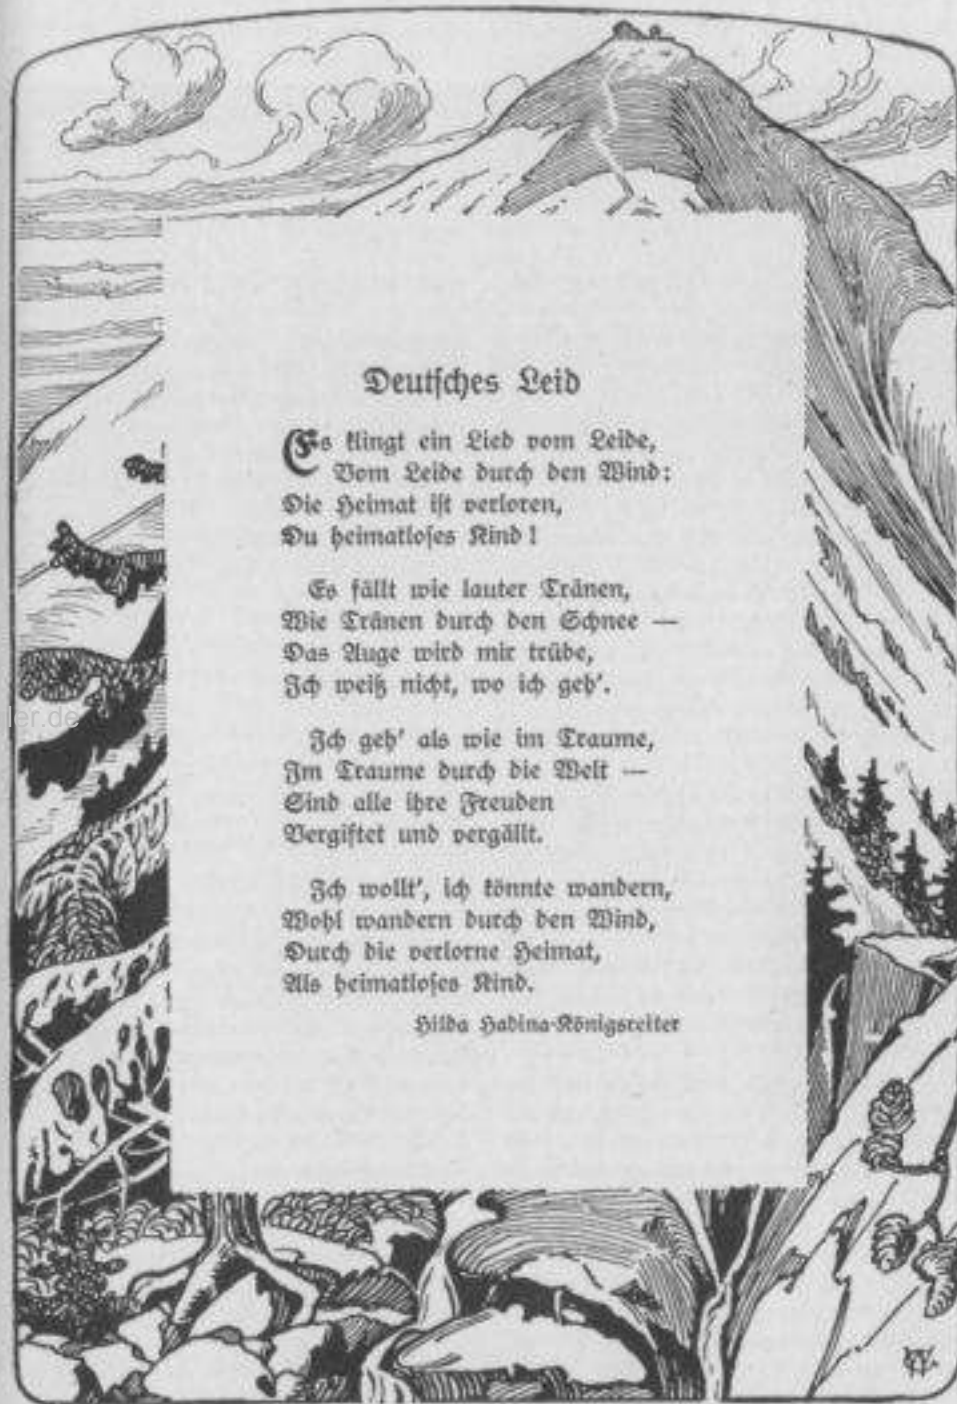 Deutsches Leid
Es klingt ein Lied vom Leide,
Vom Leide durch den Wind:
Die Heimat ist verloren,
Du heimatloses Kind!
Es fällt wie lauter Tränen,
Wie Tränen durch den Schnee —
Das Auge wird mir trübe,
Ich weiß nicht, wo ich geh'.
Ich geh' als wie im Traume,
Im Traume durch die Welt —
Sind alle ihre Freuden
Vergiftet und vergällt.
Ich wollt', ich könnte wandern,
Wohl wandern durch den Wind,
Durch die verlorne Heimat,
Als heimatloses Kind.
Hilda Hadina-Königsreiter
ler.de